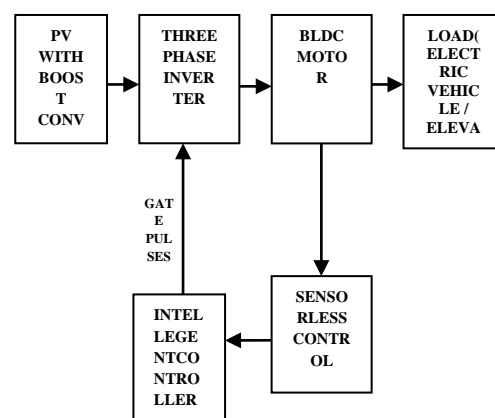 PV
WITH
BOOS
T
CONV
THREE
PHASE
INVER
TER
BLDC
MOTO
R
LOAD(
ELECT
RIC
VEHIC
LE /
ELEVA
GAT
E
PUL
SES
SENSO
RLESS
CONTR
OL
INTEL
LEGE
NTCO
NTRO
LLER